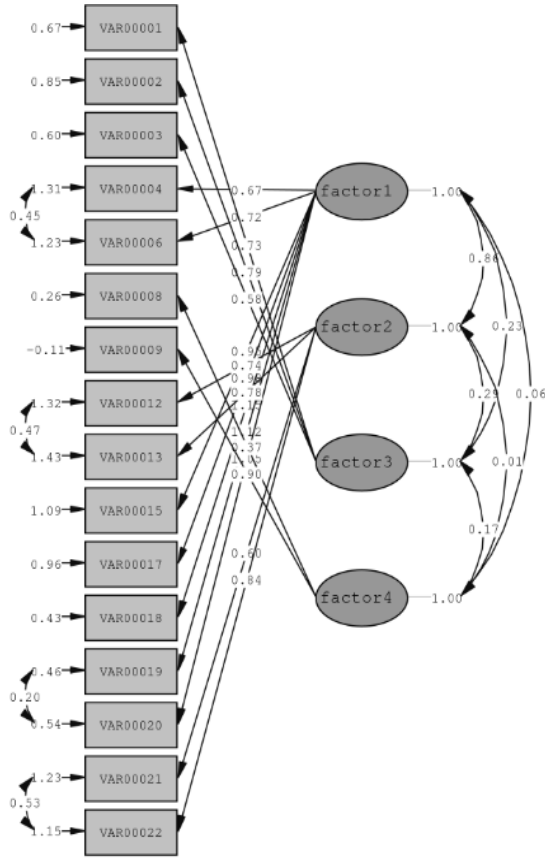 0.67 VAR00001
0.85 VAR00002
0.60 VAR00003
1.31 VAR00004
0.45
1.23 VAR00006
0.26 VAR00008
-0.11 VAR00009
1.32 VAR00012
0.47
1.43 VAR00013
1.09 VAR00015
0.96 VAR00017
0.43 VAR00018
0.46 VAR00019
0.20
0.54 VAR00020
1.23 VAR00021
0.53
1.15 VAR00022
0.67
0.72
0.73
0.79
0.58
0.74
0.78
0.37
0.90
0.60
0.84
factor1 1.00
factor2 1.00
factor3 1.00
factor4 1.00
0.86
0.23
0.29
0.06
0.01
0.17